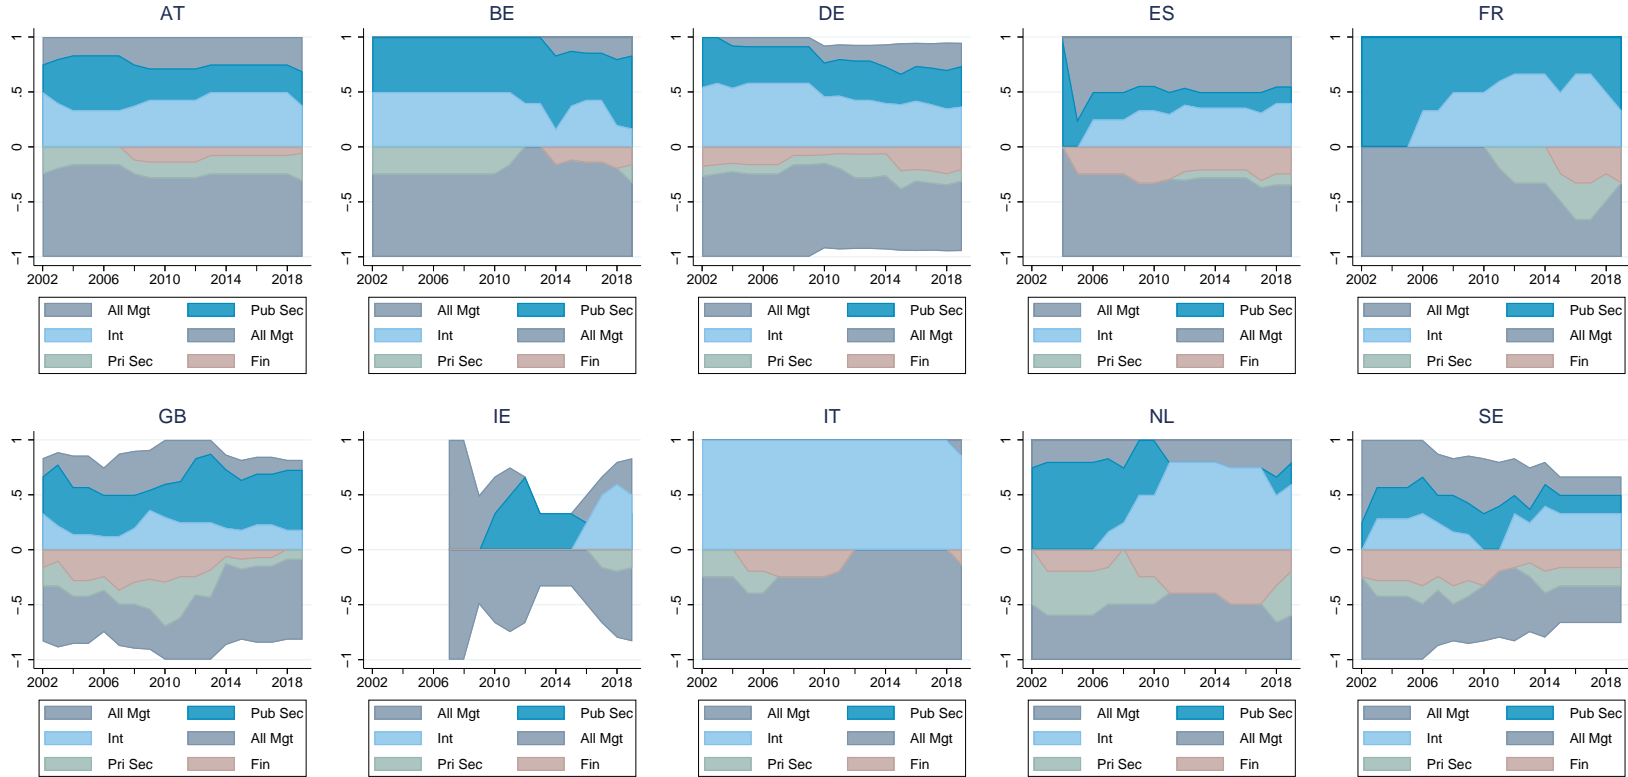 AT BE DE ES FR
1 1 1 1 1
.5 .5 .5 .5 .5
0 0 0 0 0
−.5 −.5 −.5 −.5 −.5
−1 −1 −1 −1 −1
2002 2006 2010 2014 2018 2002 2006 2010 2014 2018 2002 2006 2010 2014 2018 2002 2006 2010 2014 2018 2002 2006 2010 2014 2018
All Mgt Pub Sec All Mgt Pub Sec All Mgt Pub Sec All Mgt Pub Sec All Mgt Pub Sec
Int All Mgt Int All Mgt Int All Mgt Int All Mgt Int All Mgt
Pri Sec Fin Pri Sec Fin Pri Sec Fin Pri Sec Fin Pri Sec Fin
GB IE IT NL SE
1 1 1 1 1
.5 .5 .5 .5 .5
0 0 0 0 0
−.5 −.5 −.5 −.5 −.5
−1 −1 −1 −1 −1
2002 2006 2010 2014 2018 2002 2006 2010 2014 2018 2002 2006 2010 2014 2018 2002 2006 2010 2014 2018 2002 2006 2010 2014 2018
All Mgt Pub Sec All Mgt Pub Sec All Mgt Pub Sec All Mgt Pub Sec All Mgt Pub Sec
Int All Mgt Int All Mgt Int All Mgt Int All Mgt Int All Mgt
Pri Sec Fin Pri Sec Fin Pri Sec Fin Pri Sec Fin Pri Sec Fin